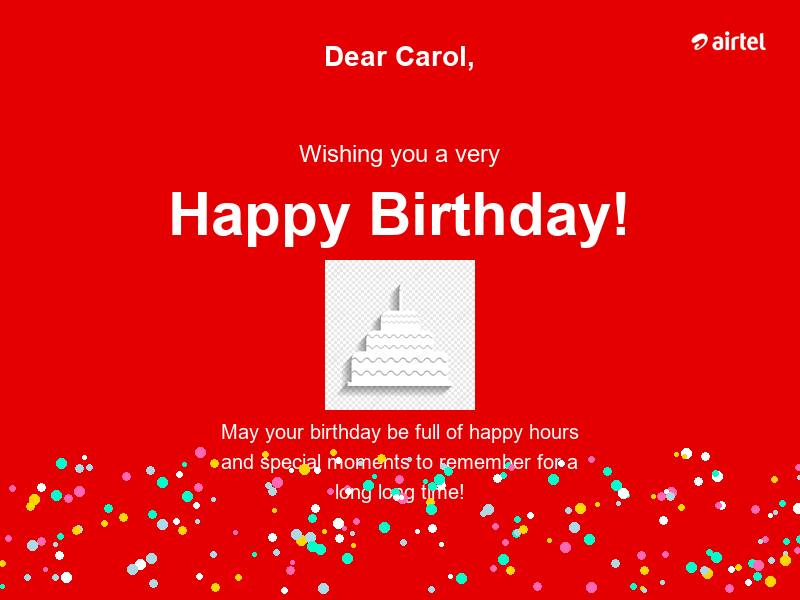 Dear Carol,
airtel
Wishing you a very
Happy Birthday!
May your birthday be full of happy hours
and special moments to remember for a
long long time!